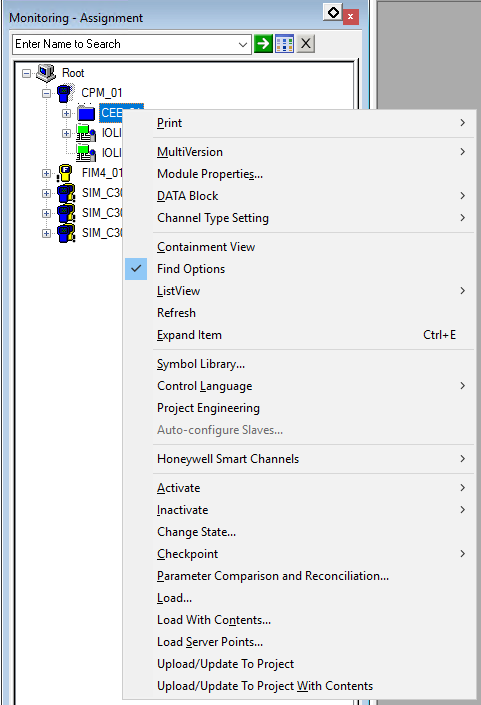 Monitoring - Assignment
Enter Name to Search
Root
CPM_01
CEE
IOLI
IOLI
FIM4_01
SIM_C30
SIM_C30
SIM_C30
Print
MultiVersion
Module Properties...
DATA Block
Channel Type Setting
Containment View
Find Options
ListView
Refresh
Expand Item Ctrl+E
Symbol Library...
Control Language
Project Engineering
Auto-configure Slaves...
Honeywell Smart Channels
Activate
Inactivate
Change State...
Checkpoint
Parameter Comparison and Reconciliation...
Load...
Load With Contents...
Load Server Points...
Upload/Update To Project
Upload/Update To Project With Contents